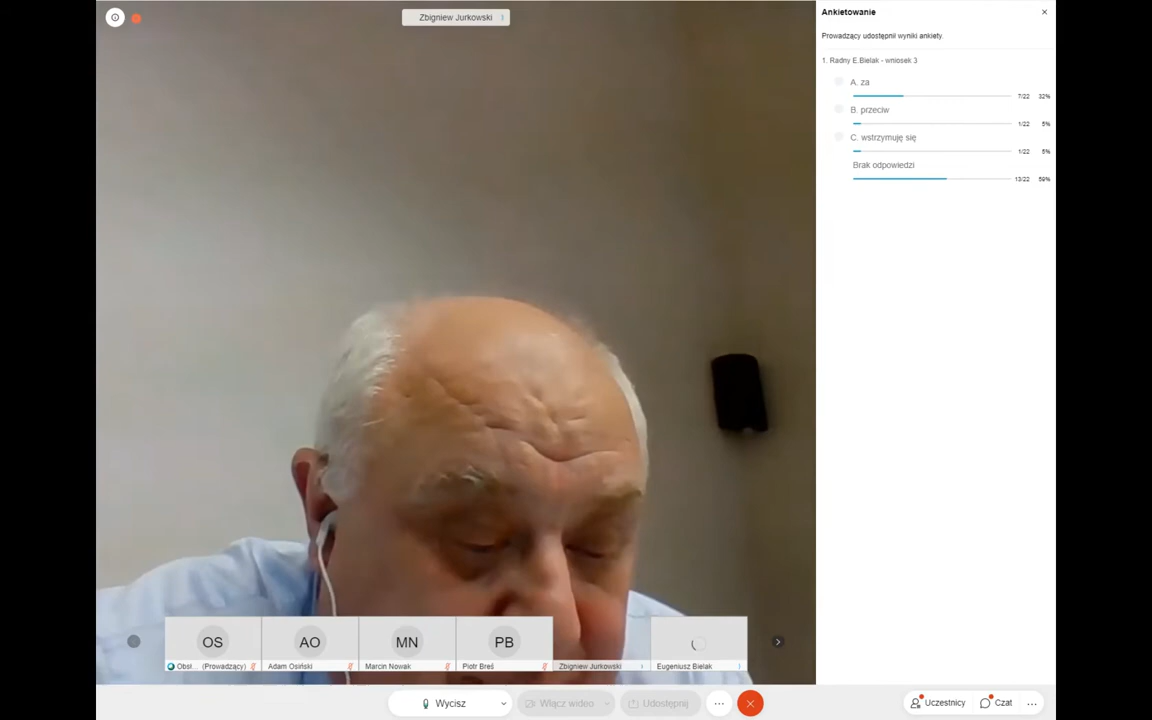 Zbigniew Jurkowski
Ankietowanie
Prowadzący udostępnił wyniki ankiety.
1. Radny E.Bielak - wniosek 3
A. za
7/22 32%
B. przeciw
1/22 5%
C. wstrzymuję się
1/22 5%
Brak odpowiedzi
13/22 59%
OS
AO
MN
PB
Obsł... (Prowadzący)
Adam Osiński
Marcin Nowak
Piotr Breś
Zbigniew Jurkowski
Eugeniusz Bielak
Wycisz
Włącz wideo
Udostępniaj
Uczestnicy
Czat